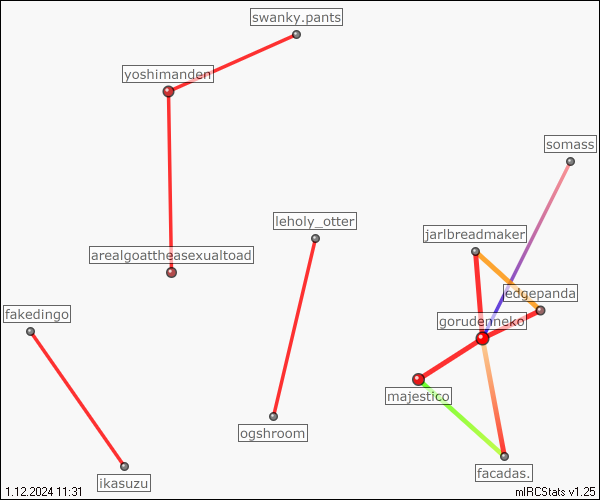 swanky.pants
yoshimanden
somass
leholy_otter
jarlbreadmaker
arealgoattheasexualtoad
edgepanda
fakedingo
gorudenneko
majestico
ogshroom
facadas.
ikasuzu
1.12.2024 11:31
mIRCStats v1.25